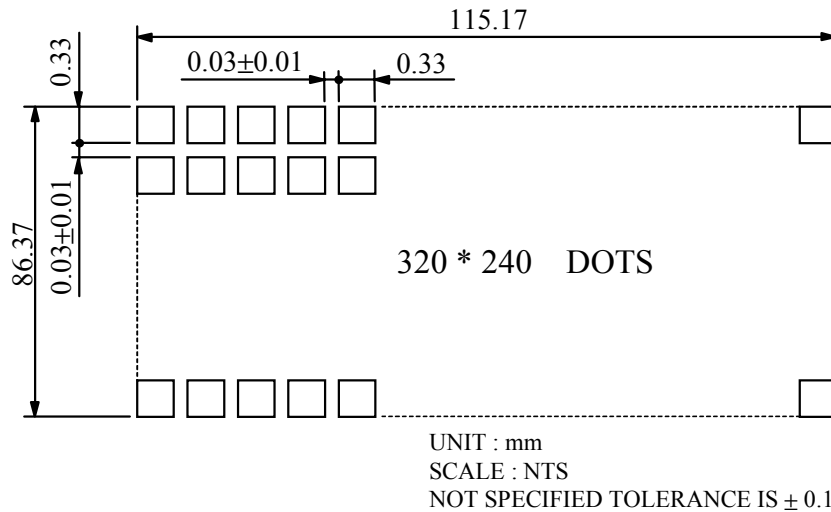 115.17
0.33
0.03±0.01
0.33
0.03±0.01
86.37
320 * 240 DOTS
UNIT : mm
SCALE : NTS
NOT SPECIFIED TOLERANCE IS ± 0.1